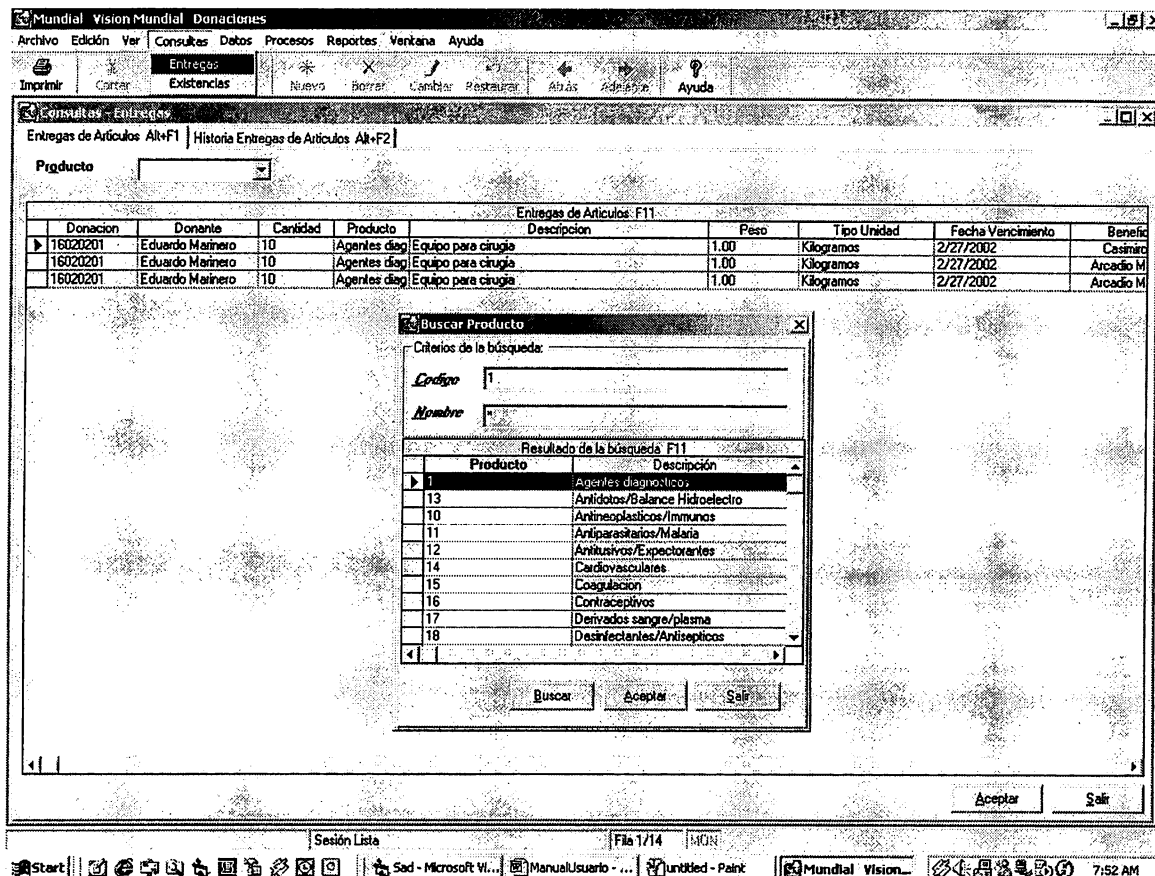 Mundial Vision Mundial Donaciones
Archivo Edición Ver Consultas Datos Procesos Reportes Ventana Ayuda
Entregas
Existencias
Imprimir Cortar Nuevo Borrar Cambiar Restaurar Atrás Adelante Ayuda
Consultas - Entregas
Entregas de Articulos Alt+F1 Historia Entregas de Articulos Alt+F2
Producto
Entregas de Articulos F11
Donacion Donante Cantidad Producto Descripcion Peso Tipo Unidad Fecha Vencimiento Benefic
16020201 Eduardo Marinero 10 Agentes diag Equipo para cirugia 1.00 Kilogramos 2/27/2002 Casimiro
16020201 Eduardo Marinero 10 Agentes diag Equipo para cirugia 1.00 Kilogramos 2/27/2002 Arcadio M
16020201 Eduardo Marinero 10 Agentes diag Equipo para cirugia 1.00 Kilogramos 2/27/2002 Arcadio M
Buscar Producto
Criterios de la búsqueda:
Codigo 1
Nombre *
Resultado de la búsqueda F11
Producto Descripción
1 Agentes diagnosticos
13 Antidotos/Balance Hidroelectro
10 Antineoplasticos/Immunos
11 Antiparasitarios/Malaria
12 Antitusivos/Expectorantes
14 Cardiovasculares
15 Coagulacion
16 Contraceptivos
17 Derivados sangre/plasma
18 Desinfectantes/Antisepticos
Buscar Aceptar Salir
Aceptar Salir
Sesión Lista Fila 1/14 MÚN
Start Sad - Microsoft Vi... ManualUsuario - ... untitled - Paint Mundial Vision... 7:52 AM